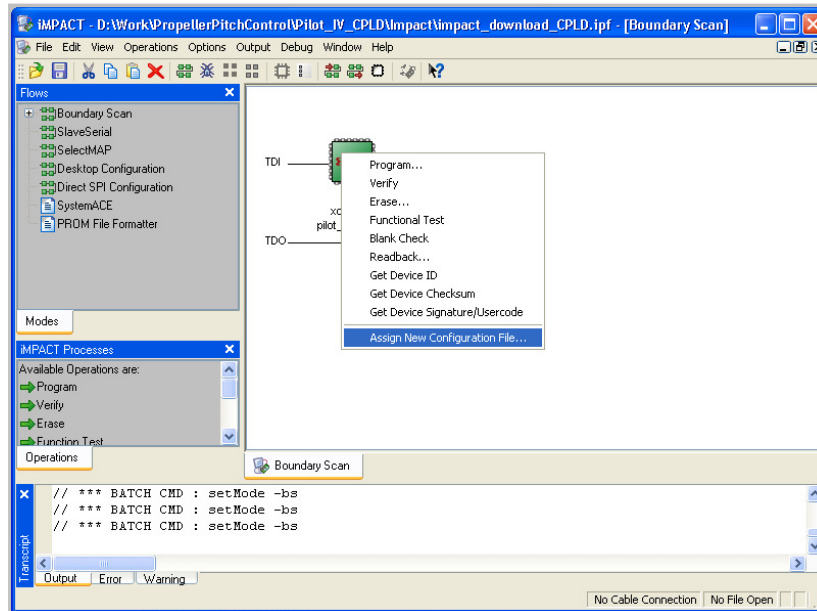 iMPACT - D:\Work\PropellerPitchControl\Pilot_IV_CPLD\Impact\impact_download_CPLD.ipf - [Boundary Scan]
File Edit View Operations Options Output Debug Window Help
Flows
Boundary Scan
SlaveSerial
SelectMAP
Desktop Configuration
Direct SPI Configuration
SystemACE
PROM File Formatter
Modes
iMPACT Processes
Available Operations are:
Program
Verify
Erase
Function Test
Operations
TDI
xc
pilot_
TDO
Program...
Verify
Erase...
Functional Test
Blank Check
Readback...
Get Device ID
Get Device Checksum
Get Device Signature/Usercode
Assign New Configuration File...
Boundary Scan
// *** BATCH CMD : setMode -bs
// *** BATCH CMD : setMode -bs
// *** BATCH CMD : setMode -bs
Transcript
Output Error Warning
No Cable Connection No File Open